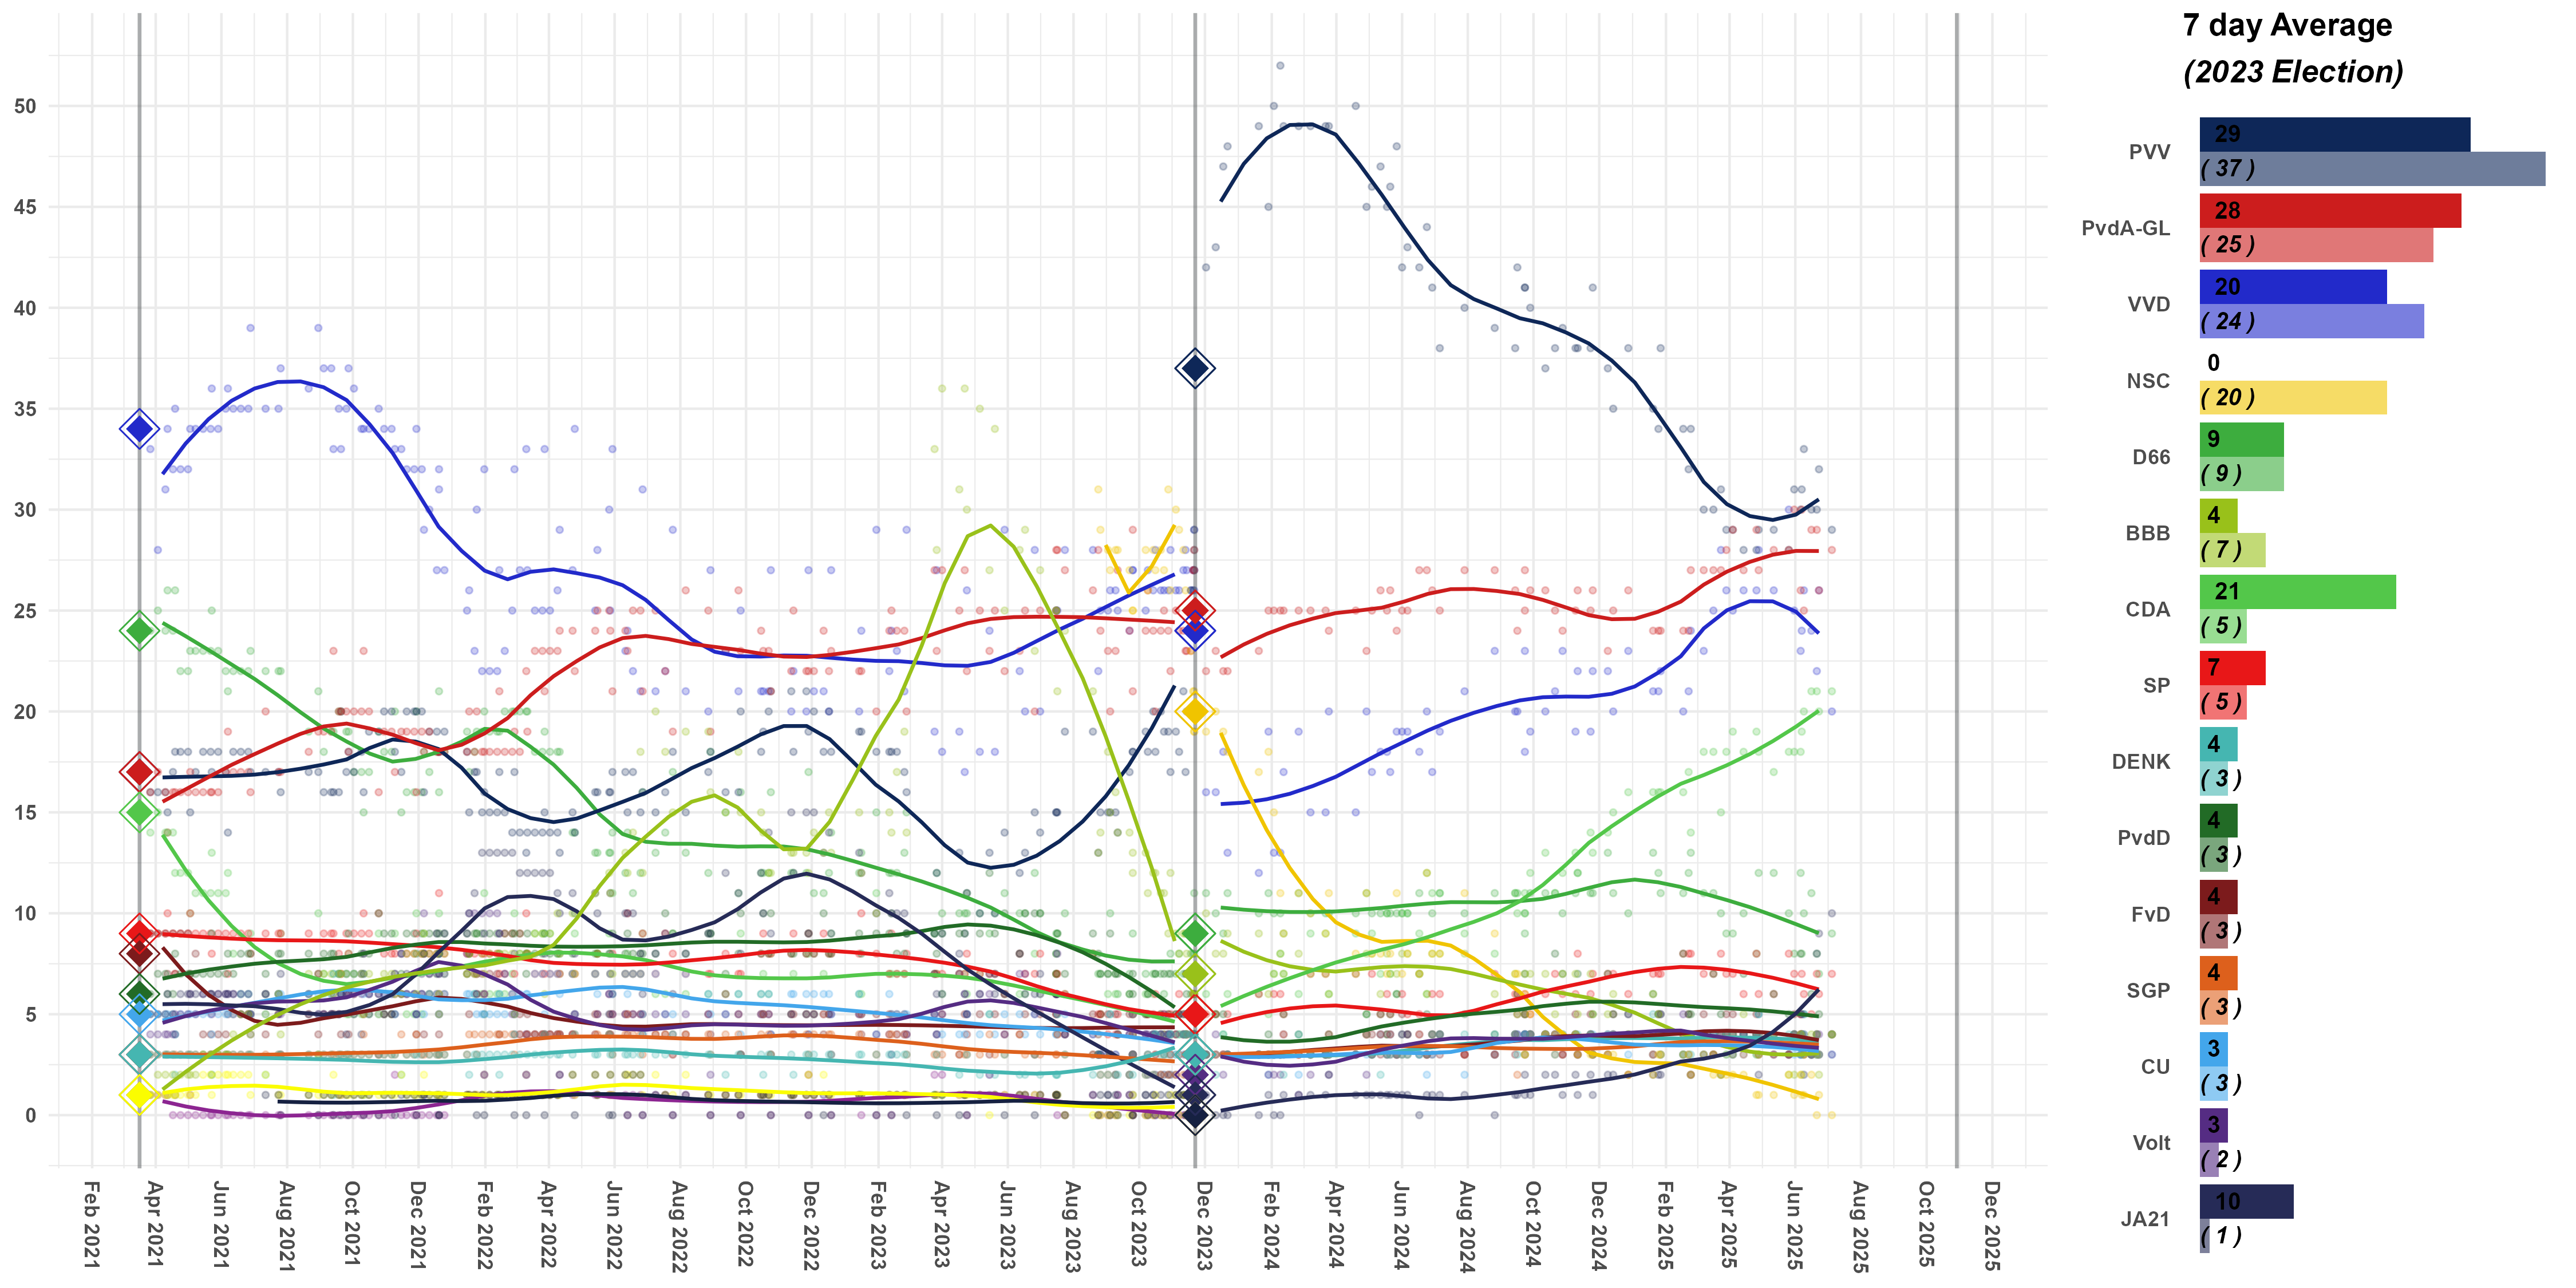 7 day Average
(2023 Election)
50
45
40
35
30
25
20
15
10
5
0
Feb 2021
Apr 2021
Jun 2021
Aug 2021
Oct 2021
Dec 2021
Feb 2022
Apr 2022
Jun 2022
Aug 2022
Oct 2022
Dec 2022
Feb 2023
Apr 2023
Jun 2023
Aug 2023
Oct 2023
Dec 2023
Feb 2024
Apr 2024
Jun 2024
Aug 2024
Oct 2024
Dec 2024
Feb 2025
Apr 2025
Jun 2025
Aug 2025
Oct 2025
Dec 2025
PVV
29
( 37 )
PvdA-GL
28
( 25 )
VVD
20
( 24 )
NSC
0
( 20 )
D66
9
( 9 )
BBB
4
( 7 )
CDA
21
( 5 )
SP
7
( 5 )
DENK
4
( 3 )
PvdD
4
( 3 )
FvD
4
( 3 )
SGP
4
( 3 )
CU
3
( 3 )
Volt
3
( 2 )
JA21
10
( 1 )